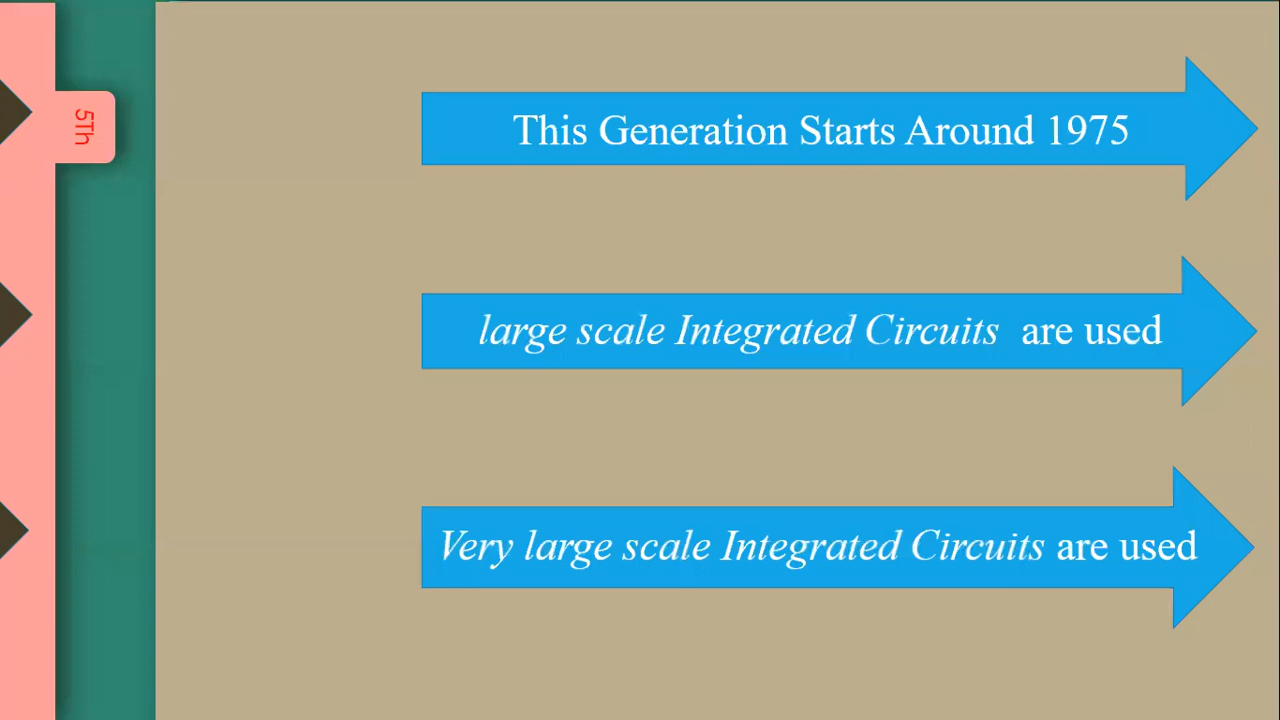 5Th
This Generation Starts Around 1975
large scale Integrated Circuits are used
Very large scale Integrated Circuits are used